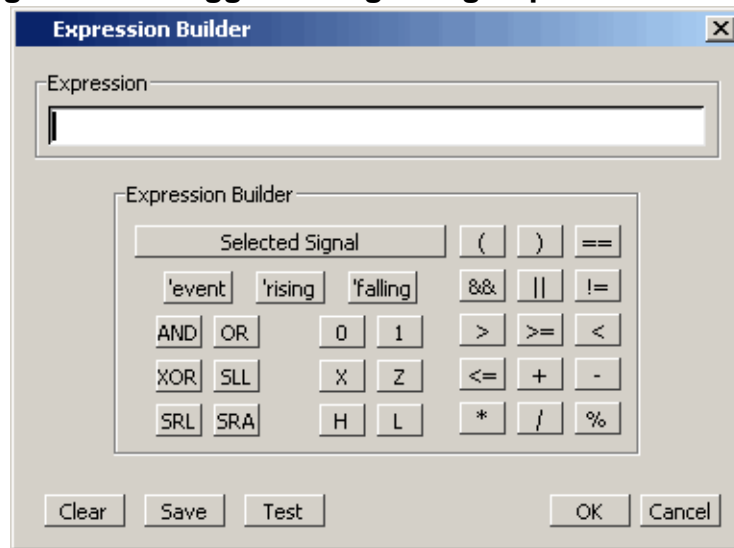 Expression Builder
Expression
Expression Builder
Selected Signal ( ) ==
'event 'rising 'falling && || !=
AND OR 0 1 > >= <
XOR SLL X Z <= + -
SRL SRA H L * / %
Clear Save Test OK Cancel